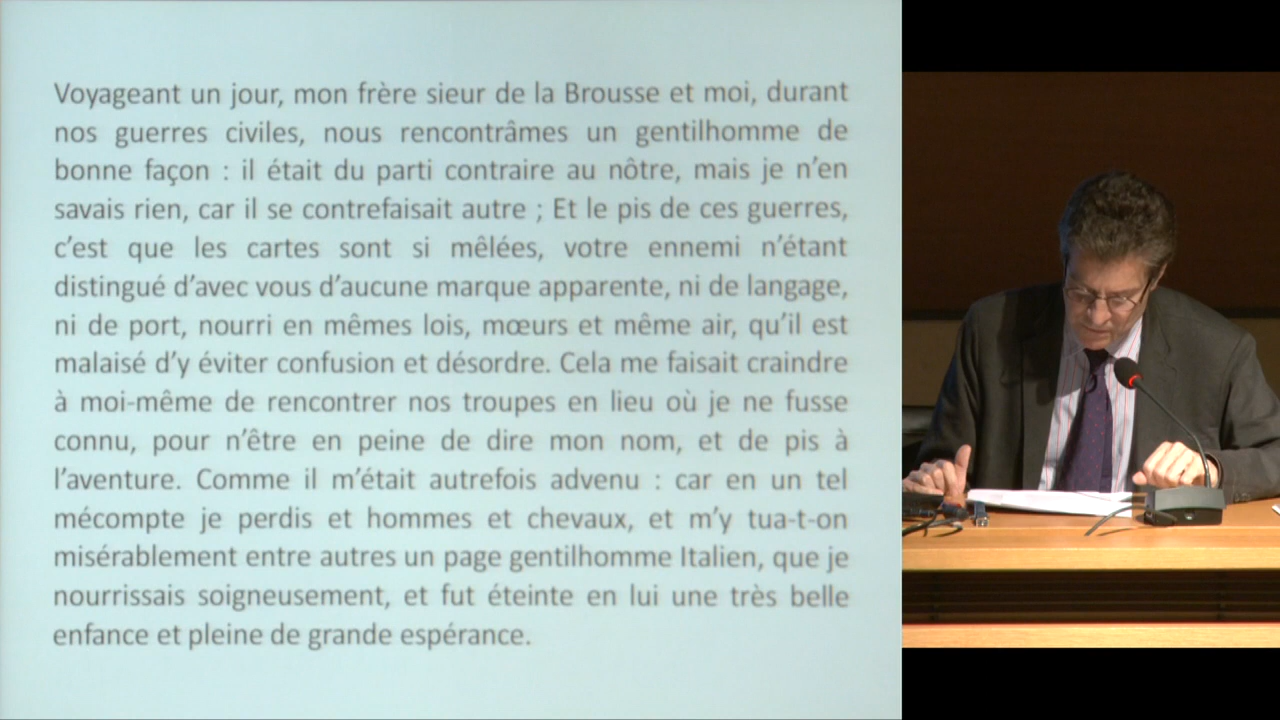 Voyageant un jour, mon frère sieur de la Brousse et moi, durant
nos guerres civiles, nous rencontrâmes un gentilhomme de
bonne façon : il était du parti contraire au nôtre, mais je n’en
savais rien, car il se contrefaisait autre ; Et le pis de ces guerres,
c’est que les cartes sont si mêlées, votre ennemi n’étant
distingué d’avec vous d’aucune marque apparente, ni de langage,
ni de port, nourri en mêmes lois, mœurs et même air, qu’il est
malaisé d’y éviter confusion et désordre. Cela me faisait craindre
à moi-même de rencontrer nos troupes en lieu où je ne fusse
connu, pour n’être en peine de dire mon nom, et de pis à
l’aventure. Comme il m’était autrefois advenu : car en un tel
mécompte je perdis et hommes et chevaux, et m’y tua-t-on
misérablement entre autres un page gentilhomme Italien, que je
nourrissais soigneusement, et fut éteinte en lui une très belle
enfance et pleine de grande espérance.